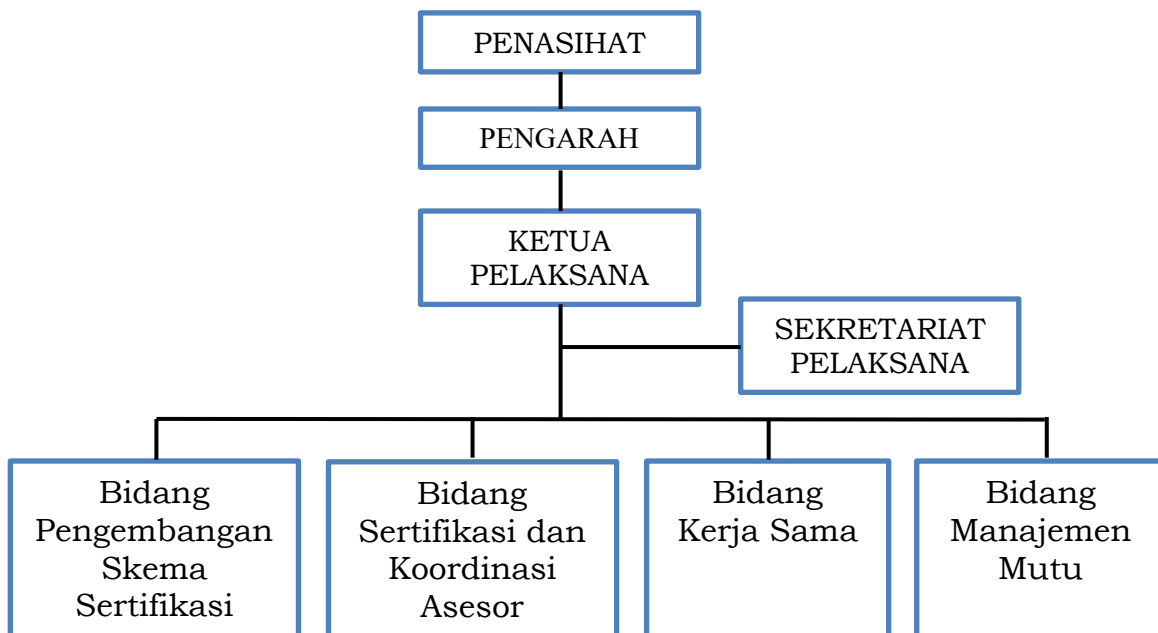 PENASIHAT
PENGARAH
KETUA
PELAKSANA
SEKRETARIAT
PELAKSANA
Bidang
Pengembangan
Skema
Sertifikasi
Bidang
Sertifikasi dan
Koordinasi
Asesor
Bidang
Kerja Sama
Bidang
Manajemen
Mutu